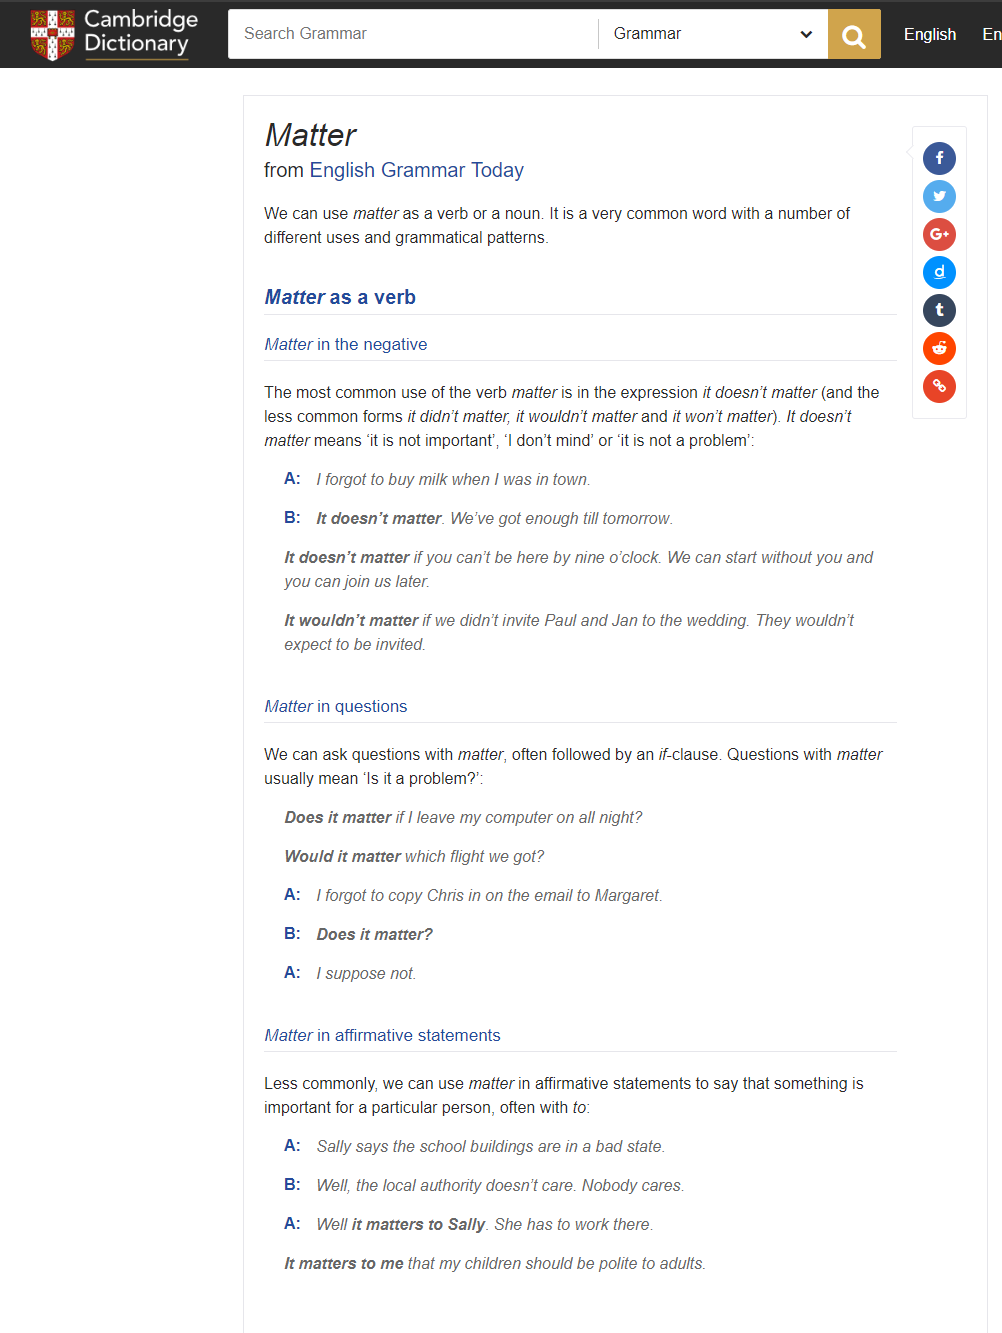 Cambridge
Dictionary
Search Grammar
Grammar
English
En
Matter
from English Grammar Today
We can use matter as a verb or a noun. It is a very common word with a number of
different uses and grammatical patterns.
Matter as a verb
Matter in the negative
The most common use of the verb matter is in the expression it doesn’t matter (and the
less common forms it didn’t matter, it wouldn’t matter and it won’t matter). It doesn’t
matter means ‘it is not important’, ‘I don’t mind’ or ‘it is not a problem’:
A: I forgot to buy milk when I was in town.
B: It doesn’t matter. We’ve got enough till tomorrow.
It doesn’t matter if you can’t be here by nine o’clock. We can start without you and
you can join us later.
It wouldn’t matter if we didn’t invite Paul and Jan to the wedding. They wouldn’t
expect to be invited.
Matter in questions
We can ask questions with matter, often followed by an if-clause. Questions with matter
usually mean ‘Is it a problem?’:
Does it matter if I leave my computer on all night?
Would it matter which flight we got?
A: I forgot to copy Chris in on the email to Margaret.
B: Does it matter?
A: I suppose not.
Matter in affirmative statements
Less commonly, we can use matter in affirmative statements to say that something is
important for a particular person, often with to:
A: Sally says the school buildings are in a bad state.
B: Well, the local authority doesn’t care. Nobody cares.
A: Well it matters to Sally. She has to work there.
It matters to me that my children should be polite to adults.